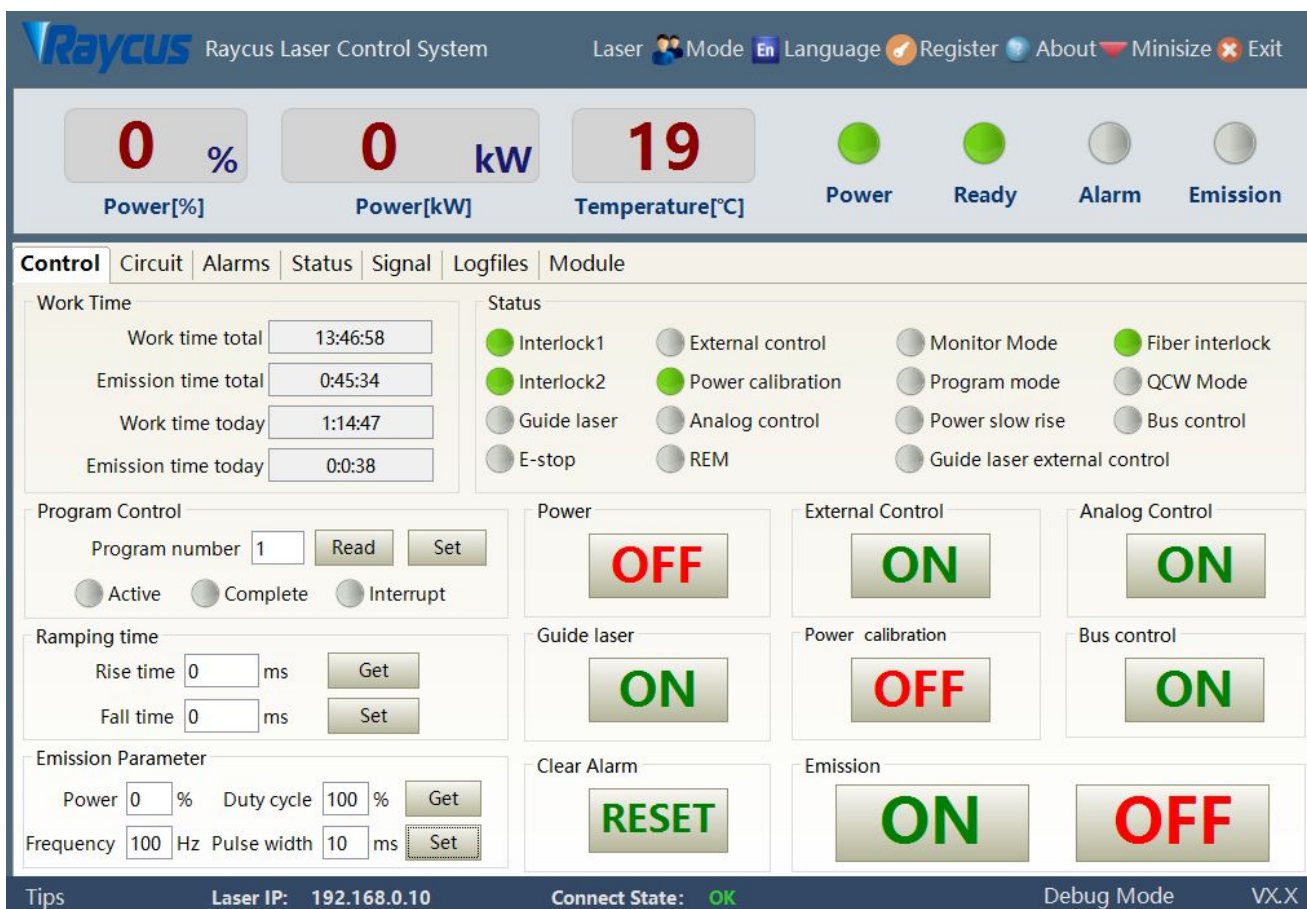 Raycus Raycus Laser Control System Laser Mode En Language Register About Minisize Exit
0 % 0 kW 19
Power[%] Power[kW] Temperature[℃] Power Ready Alarm Emission
Control Circuit Alarms Status Signal Logfiles Module
Work Time
Work time total 13:46:58
Emission time total 0:45:34
Work time today 1:14:47
Emission time today 0:0:38
Status
Interlock1 External control Monitor Mode Fiber interlock
Interlock2 Power calibration Program mode QCW Mode
Guide laser Analog control Power slow rise Bus control
E-stop REM Guide laser external control
Program Control
Program number 1 Read Set
Active Complete Interrupt
Power
OFF
External Control
ON
Analog Control
ON
Ramping time
Rise time 0 ms Get
Fall time 0 ms Set
Guide laser
ON
Power calibration
OFF
Bus control
ON
Emission Parameter
Power 0 % Duty cycle 100 % Get
Frequency 100 Hz Pulse width 10 ms Set
Clear Alarm
RESET
Emission
ON OFF
Tips Laser IP: 192.168.0.10 Connect State: OK Debug Mode VX.X